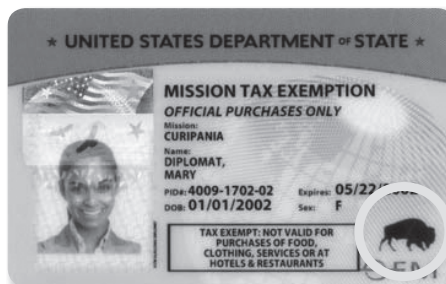 ★ UNITED STATES DEPARTMENT OF STATE ★
MISSION TAX EXEMPTION
OFFICIAL PURCHASES ONLY
Mission:
CURIPANIA
Name:
DIPLOMAT,
MARY
PID#: 4009-1702-02 Expires: 05/22/
DOB: 01/01/2002 Sex: F
TAX EXEMPT: NOT VALID FOR
PURCHASES OF FOOD,
CLOTHING, SERVICES OR AT
HOTELS & RESTAURANTS